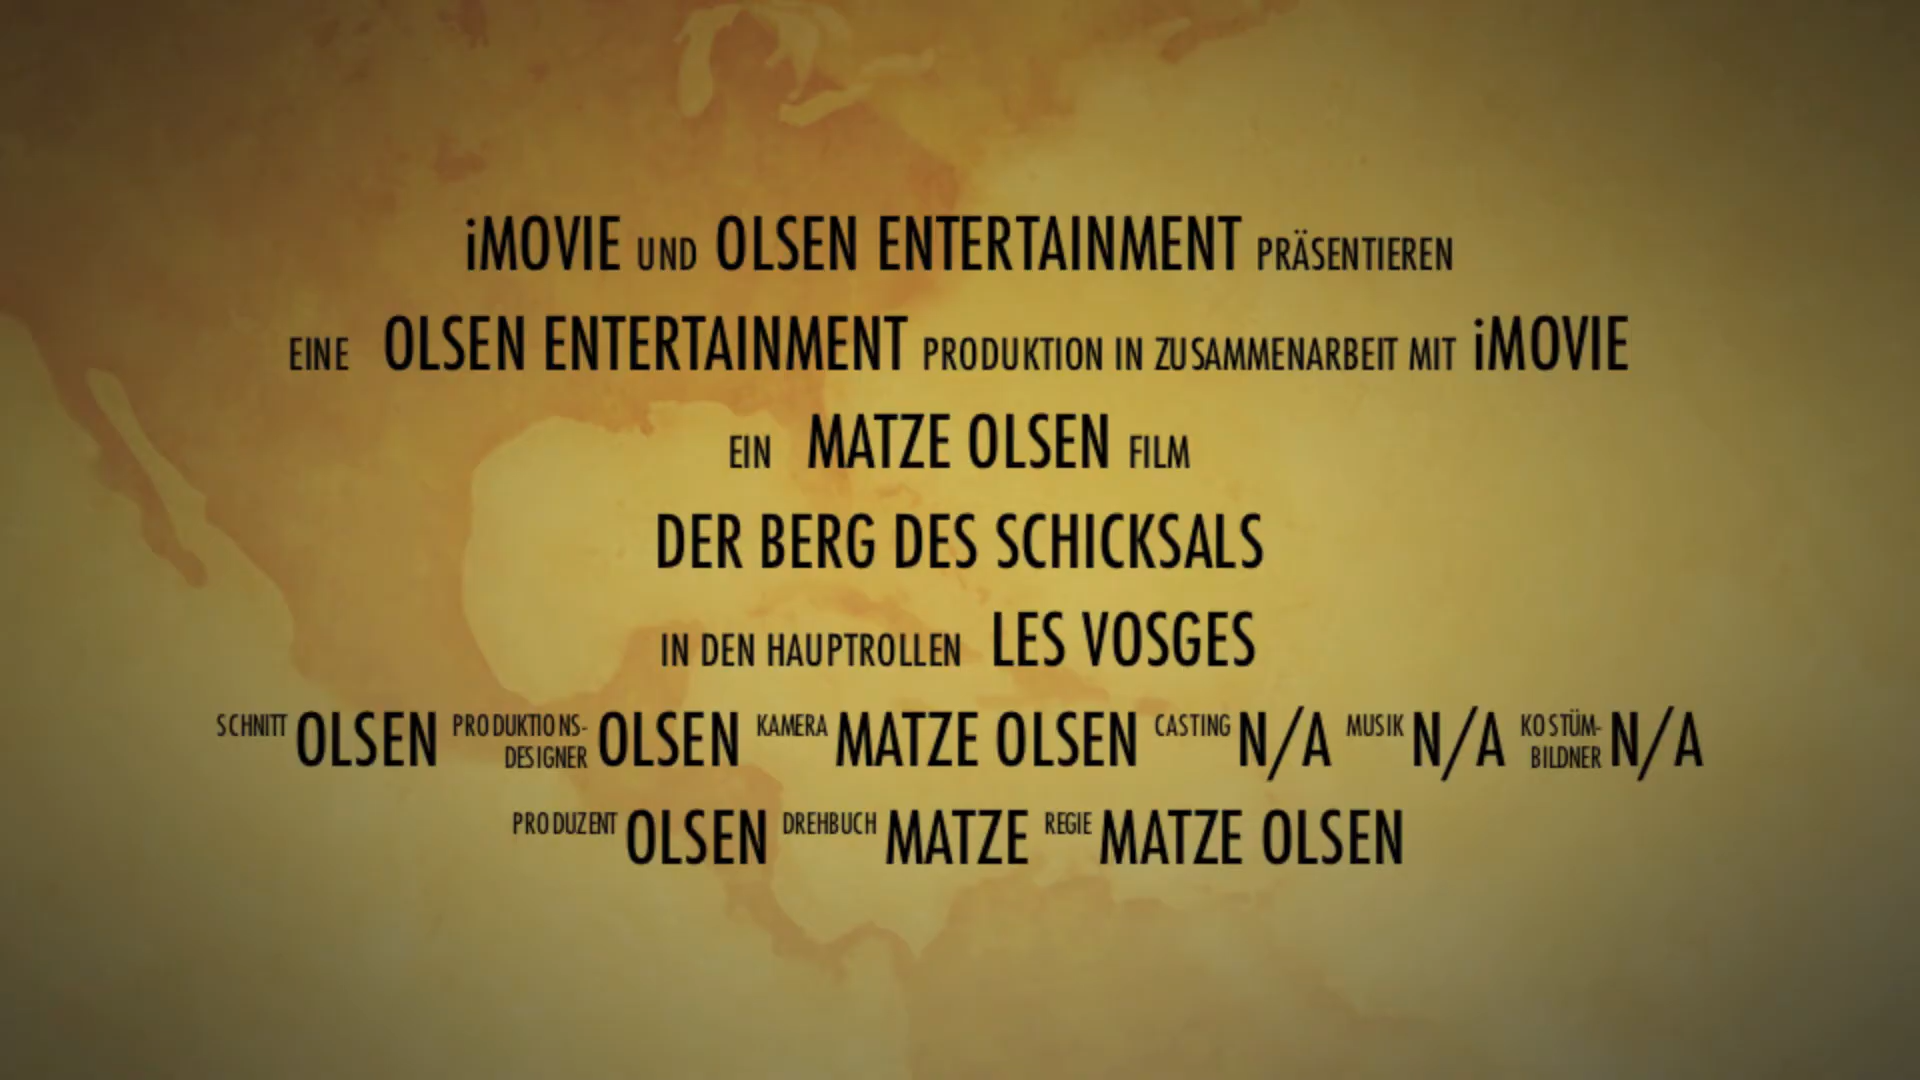 iMOVIE UND OLSEN ENTERTAINMENT PRÄSENTIEREN
EINE OLSEN ENTERTAINMENT PRODUKTION IN ZUSAMMENARBEIT MIT iMOVIE
EIN MATZE OLSEN FILM
DER BERG DES SCHICKSALS
IN DEN HAUPTROLLEN LES VOSGES
SCHNITT OLSEN PRODUKTIONS-DESIGNER OLSEN KAMERA MATZE OLSEN CASTING N/A MUSIK N/A KOSTÜM-BILDNER N/A
PRODUZENT OLSEN DREHBUCH MATZE REGIE MATZE OLSEN